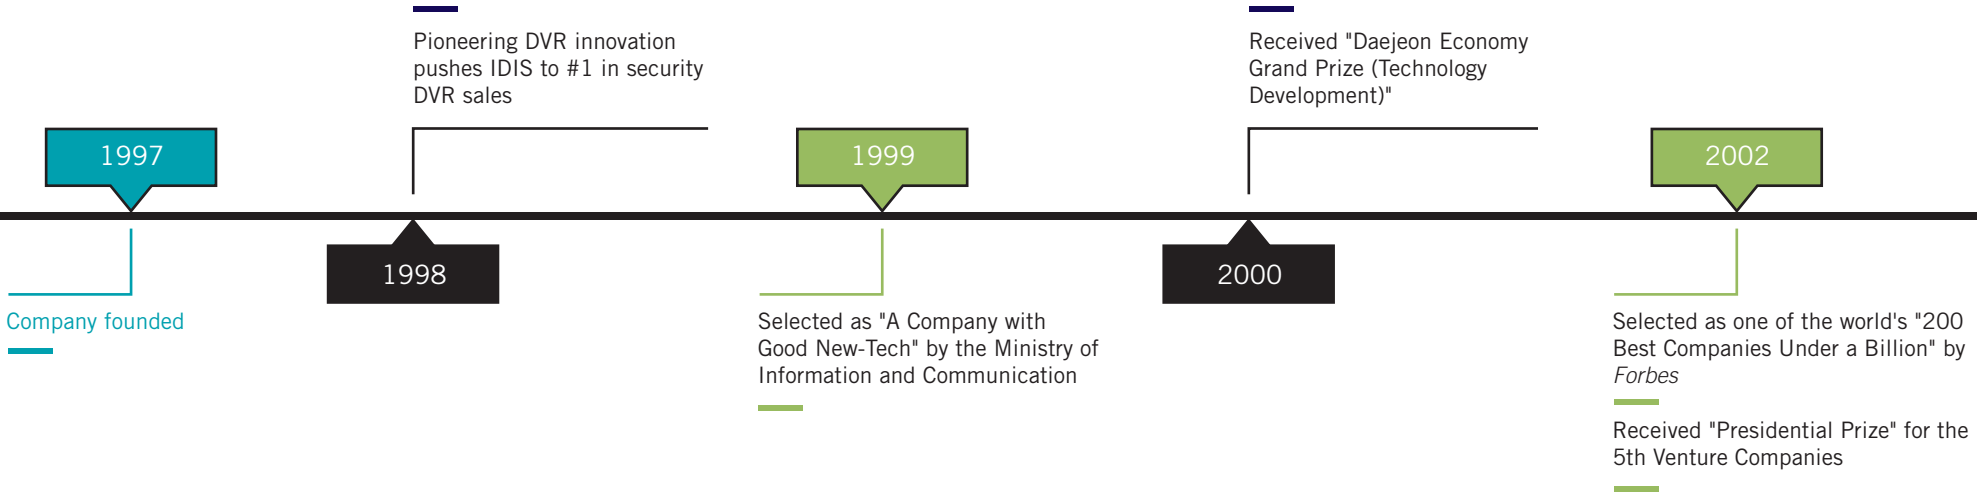 1997
Company founded
Pioneering DVR innovation
pushes IDIS to #1 in security
DVR sales
1998
1999
Selected as "A Company with
Good New-Tech" by the Ministry of
Information and Communication
Received "Daejeon Economy
Grand Prize (Technology
Development)"
2000
2002
Selected as one of the world's "200
Best Companies Under a Billion" by
Forbes
Received "Presidential Prize" for the
5th Venture Companies